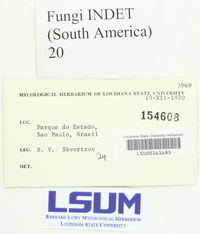 Fungi INDET
(South America)
20
3969
MYCOLOGICAL HERBARIUM OF LOUISIANA STATE UNIVERSITY
19-XII-1970
154608
LOC. Parque do Estado,
Sao Paulo, Brasil
Louisiana State University Herbarium
LEG. B. V. Skvortzov
DET.
LSUM
BERNARD LOWY MYCOLOGICAL HERBARIUM
LOUISIANA STATE UNIVERSITY